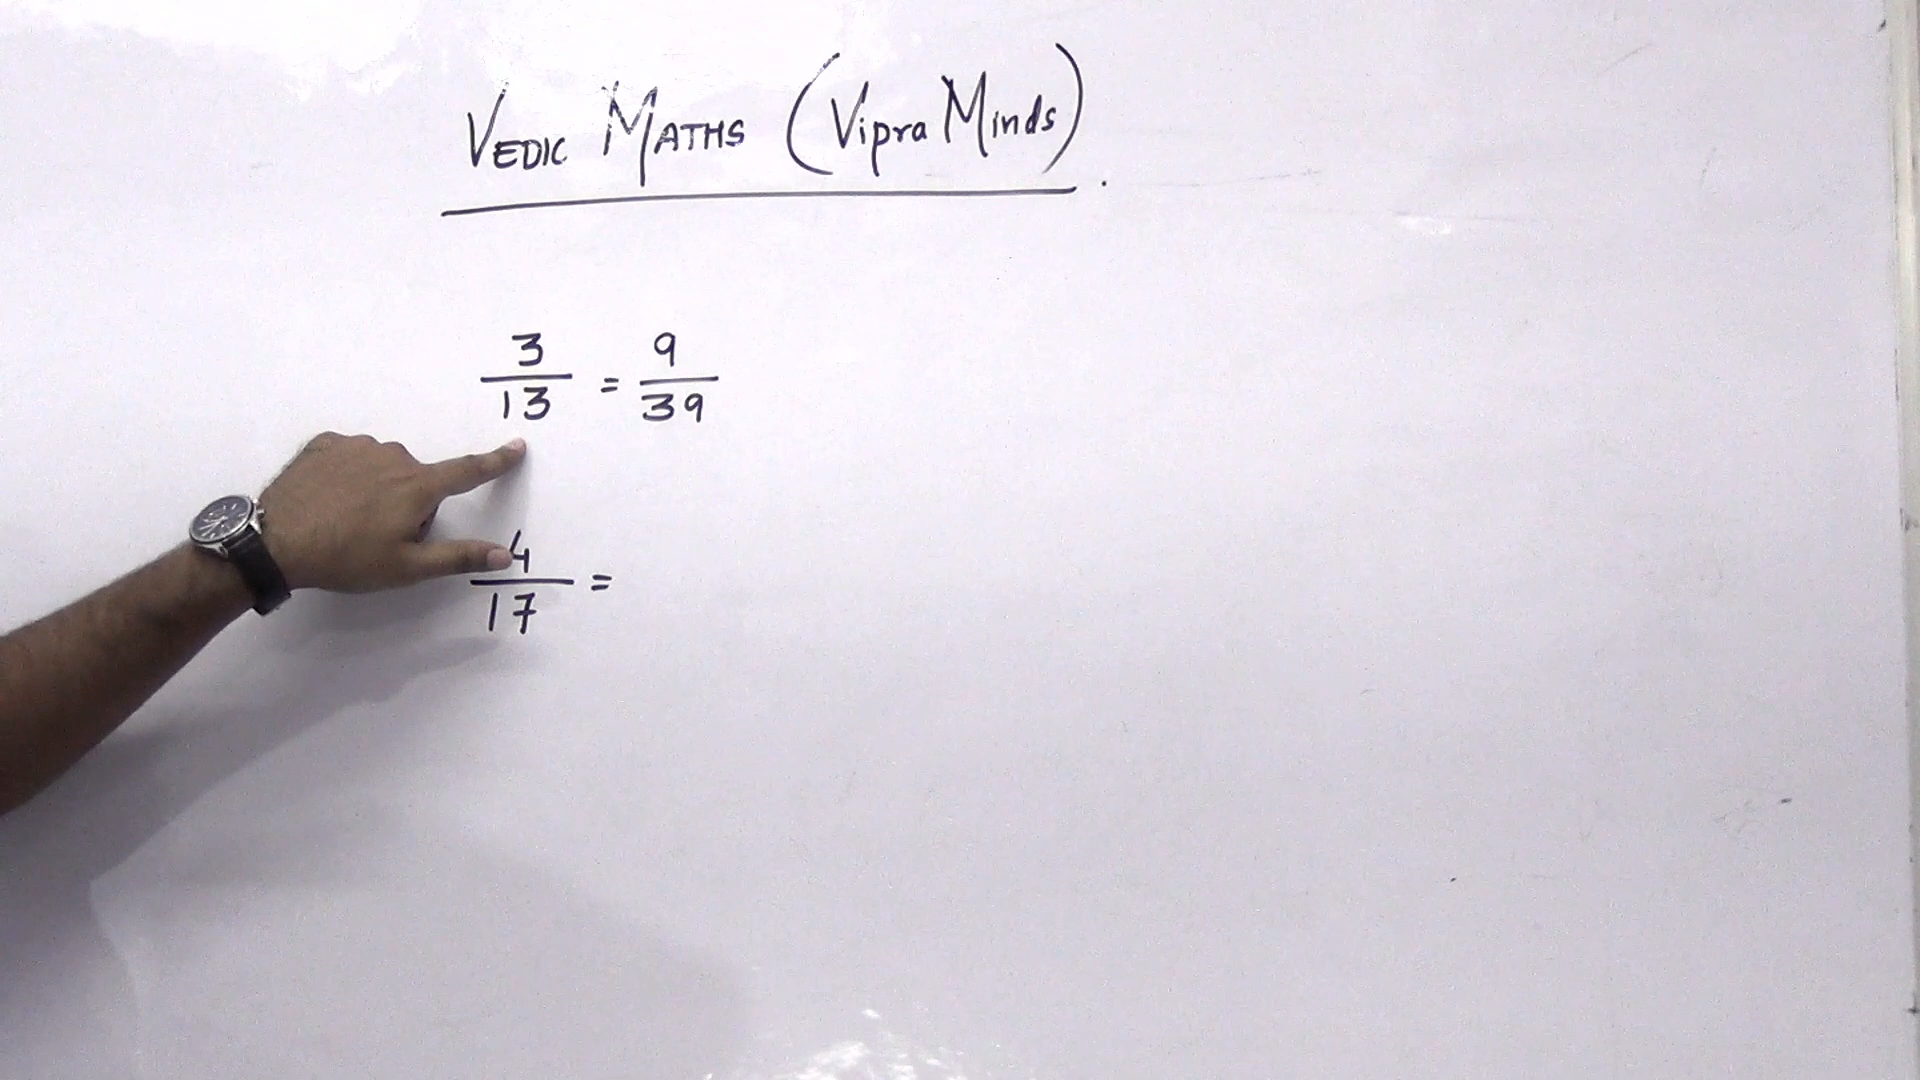 VEDIC MATHS (Vipra Minds).
3/13 = 9/39
4/17 =